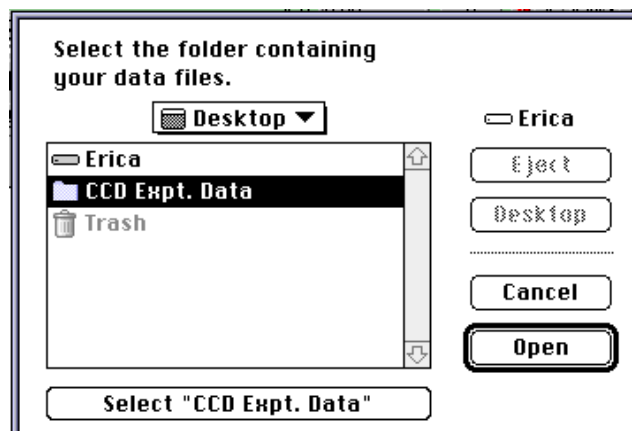 Select the folder containing
your data files.
Desktop
Erica
Erica
CCD Expt. Data
Trash
Eject
Desktop
Cancel
Open
Select "CCD Expt. Data"